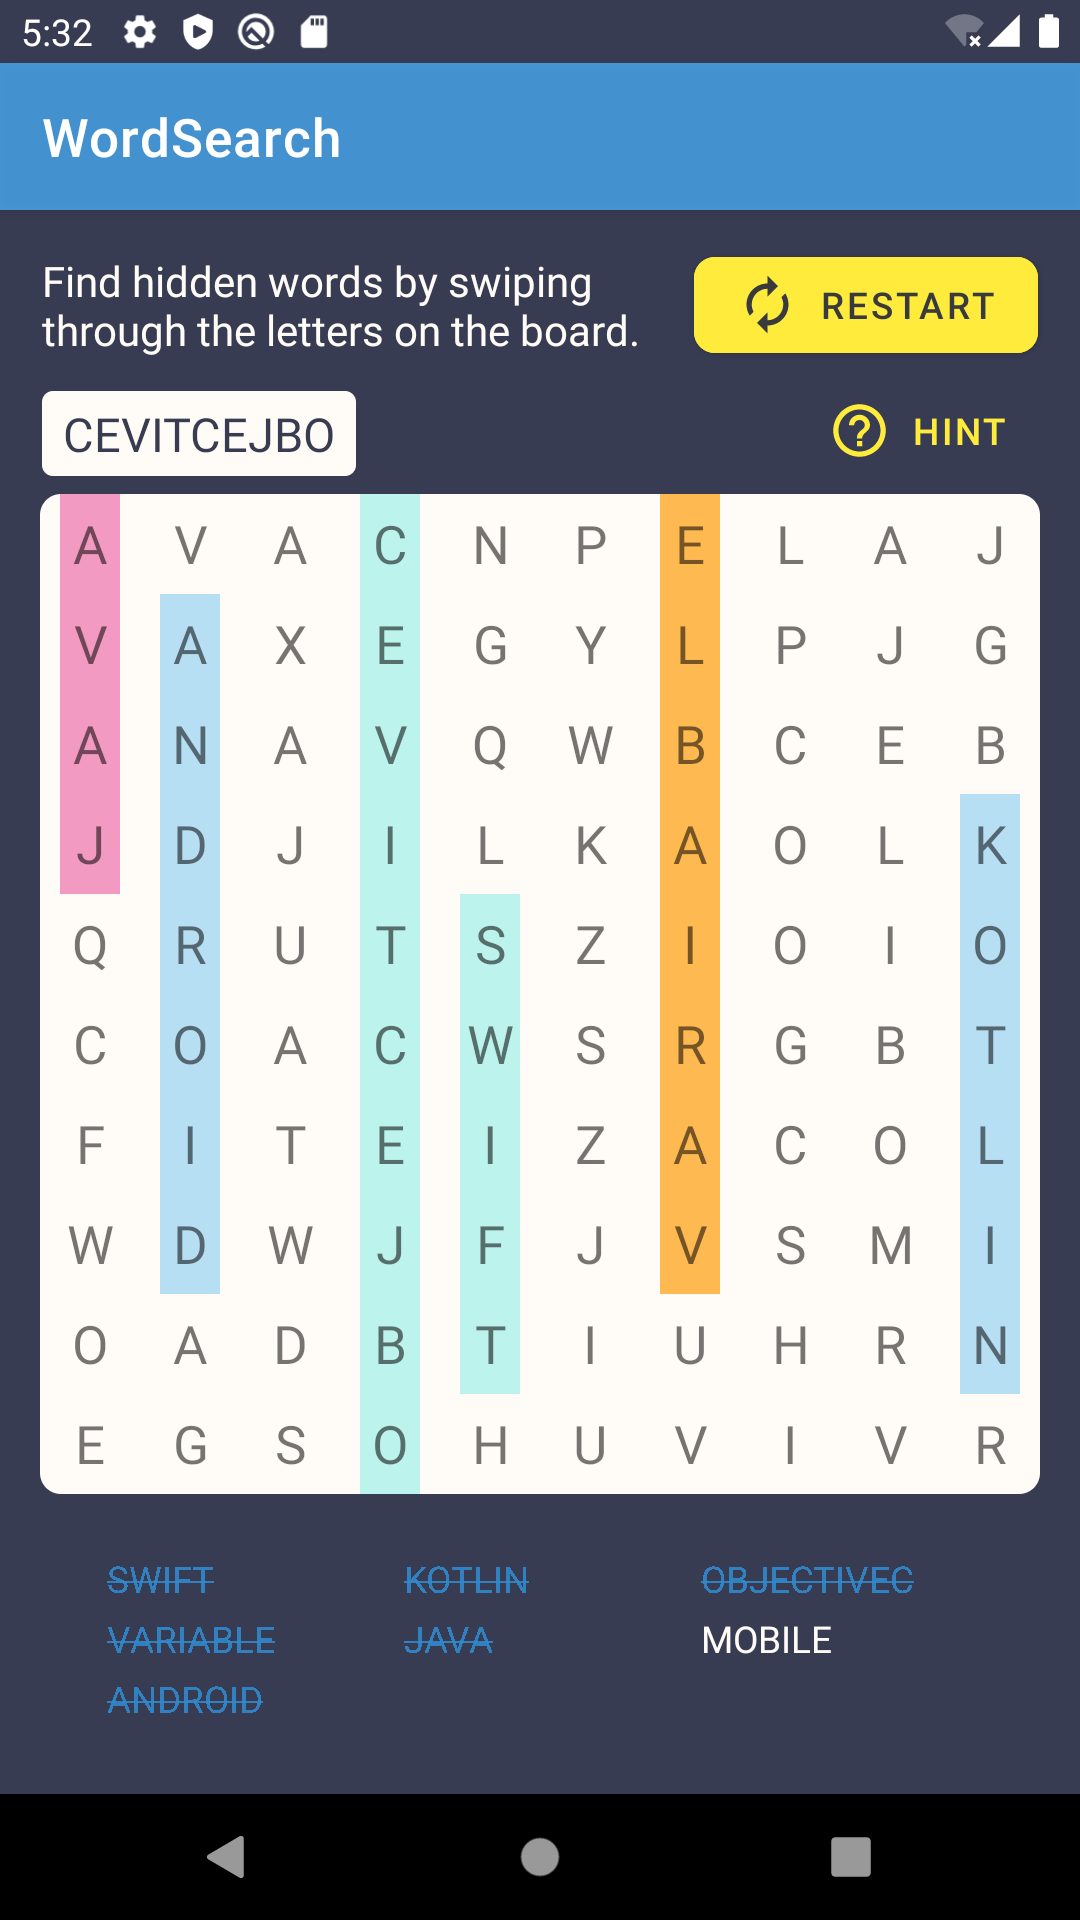 5:32
WordSearch
Find hidden words by swiping
through the letters on the board.
RESTART
CEVITCEJBO
HINT
A V A C N P E L A J
V A X E G Y L P J G
A N A V Q W B C E B
J D J I L K A O L K
Q R U T S Z I O I O
C O A C W S R G B T
F I T E I Z A C O L
W D W J F J V S M I
O A D B T I U H R N
E G S O H U V I V R
SWIFT KOTLIN OBJECTIVEC
VARIABLE JAVA MOBILE
ANDROID